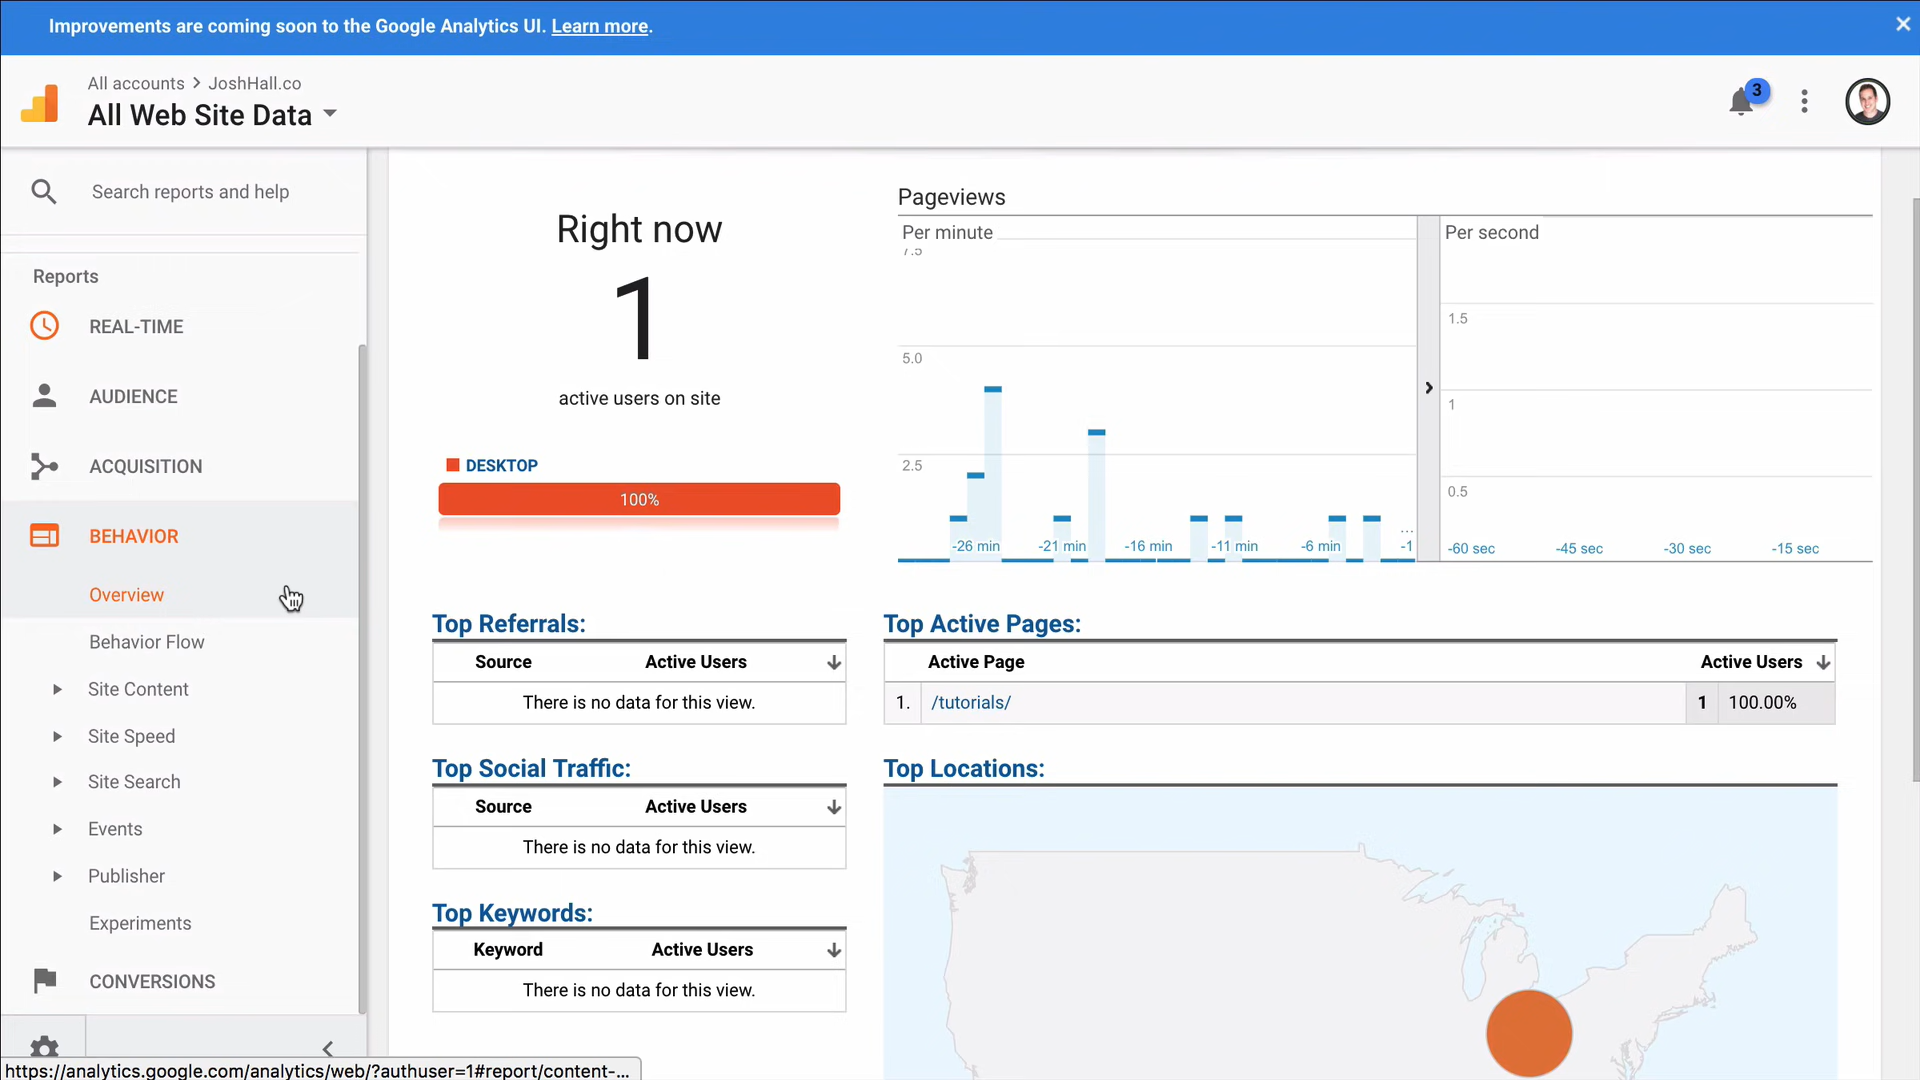 Improvements are coming soon to the Google Analytics UI. Learn more.
All accounts > JoshHall.co
All Web Site Data
3
Search reports and help
Reports
REAL-TIME
AUDIENCE
ACQUISITION
BEHAVIOR
Overview
Behavior Flow
Site Content
Site Speed
Site Search
Events
Publisher
Experiments
CONVERSIONS
https://analytics.google.com/analytics/web/?authuser=1#report/content-...
Right now
1
active users on site
DESKTOP
100%
Pageviews
Per minute
7.5
5.0
2.5
-26 min -21 min -16 min -11 min -6 min -1
...
Per second
1.5
1
0.5
-60 sec -45 sec -30 sec -15 sec
Top Referrals:
Source Active Users
There is no data for this view.
Top Active Pages:
Active Page Active Users
1. /tutorials/ 1 100.00%
Top Social Traffic:
Source Active Users
There is no data for this view.
Top Locations:
Top Keywords:
Keyword Active Users
There is no data for this view.